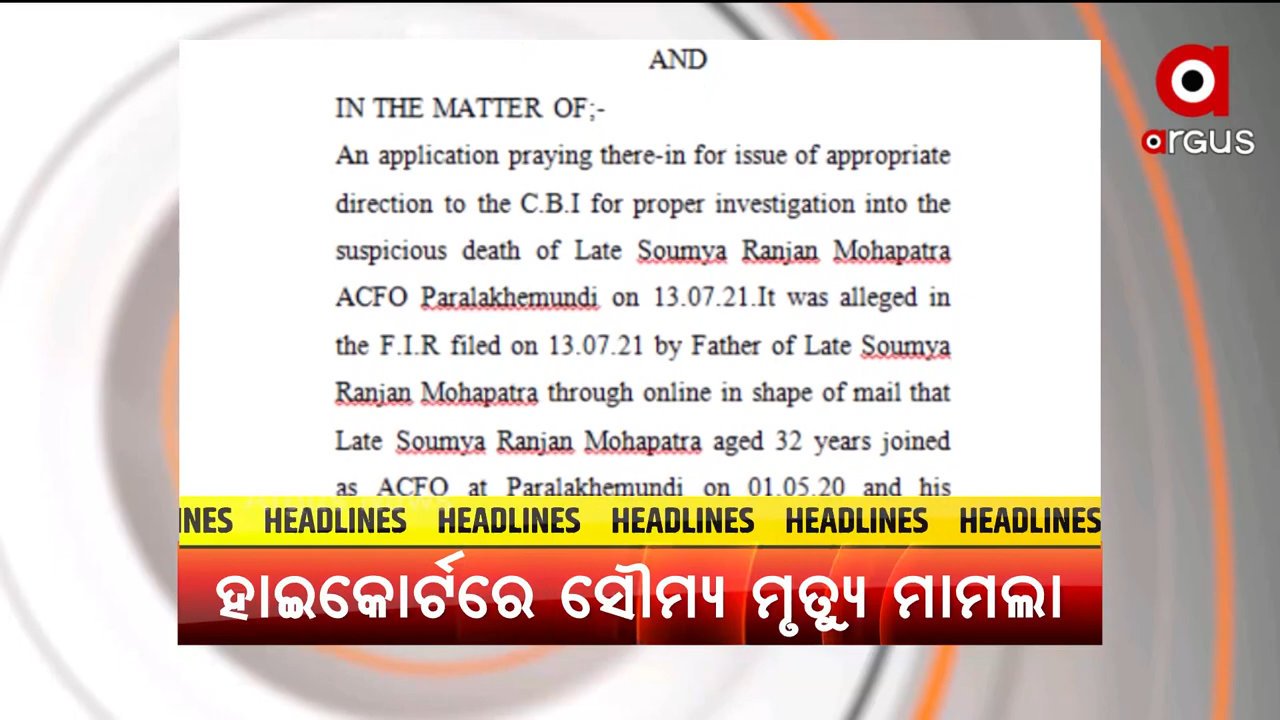 AND
IN THE MATTER OF;-
An application praying there-in for issue of appropriate
direction to the C.B.I for proper investigation into the
suspicious death of Late Soumya Ranjan Mohapatra
ACFO Paralakhemundi on 13.07.21.It was alleged in
the F.I.R filed on 13.07.21 by Father of Late Soumya
Ranjan Mohapatra through online in shape of mail that
Late Soumya Ranjan Mohapatra aged 32 years joined
as ACFO at Paralakhemundi on 01.05.20 and his
INES HEADLINES HEADLINES HEADLINES HEADLINES HEADLINES
ହାଇକୋର୍ଟରେ ସୌମ୍ୟ ମୃତ୍ୟୁ ମାମଲା
a
argus